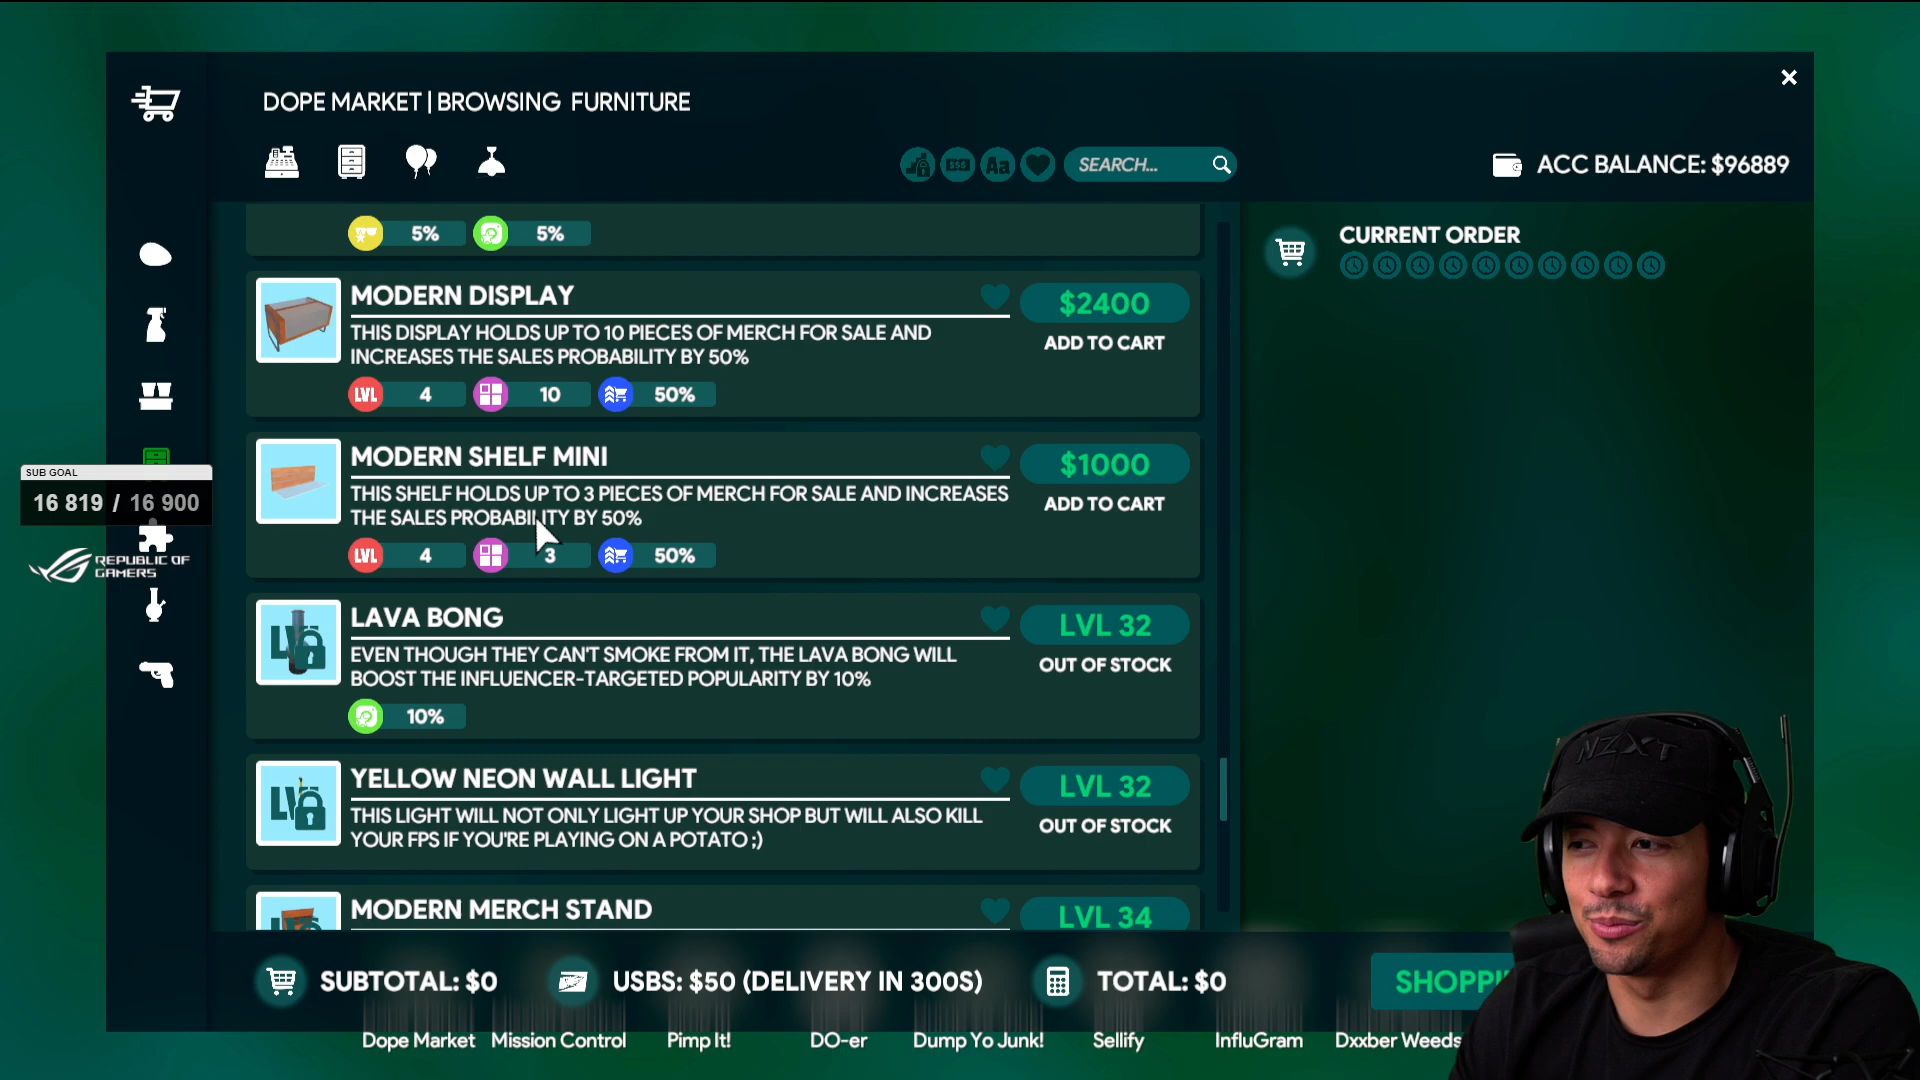 DOPE MARKET | BROWSING FURNITURE
$$$
Aa
SEARCH...
ACC BALANCE: $96889
5%
5%
CURRENT ORDER
MODERN DISPLAY
$2400
THIS DISPLAY HOLDS UP TO 10 PIECES OF MERCH FOR SALE AND
INCREASES THE SALES PROBABILITY BY 50%
ADD TO CART
LVL 4
10
50%
MODERN SHELF MINI
$1000
THIS SHELF HOLDS UP TO 3 PIECES OF MERCH FOR SALE AND INCREASES
THE SALES PROBABILITY BY 50%
ADD TO CART
LVL 4
3
50%
SUB GOAL
16 819 / 16 900
REPUBLIC OF
GAMERS
LAVA BONG
LVL 32
EVEN THOUGH THEY CAN'T SMOKE FROM IT, THE LAVA BONG WILL
BOOST THE INFLUENCER-TARGETED POPULARITY BY 10%
OUT OF STOCK
10%
YELLOW NEON WALL LIGHT
LVL 32
THIS LIGHT WILL NOT ONLY LIGHT UP YOUR SHOP BUT WILL ALSO KILL
YOUR FPS IF YOU'RE PLAYING ON A POTATO ;)
OUT OF STOCK
MODERN MERCH STAND
LVL 34
NZXT
SUBTOTAL: $0
USBS: $50 (DELIVERY IN 300S)
TOTAL: $0
Dope Market
Mission Control
Pimp It!
DO-er
Dump Yo Junk!
Sellify
InfluGram
Dxxber Weeds